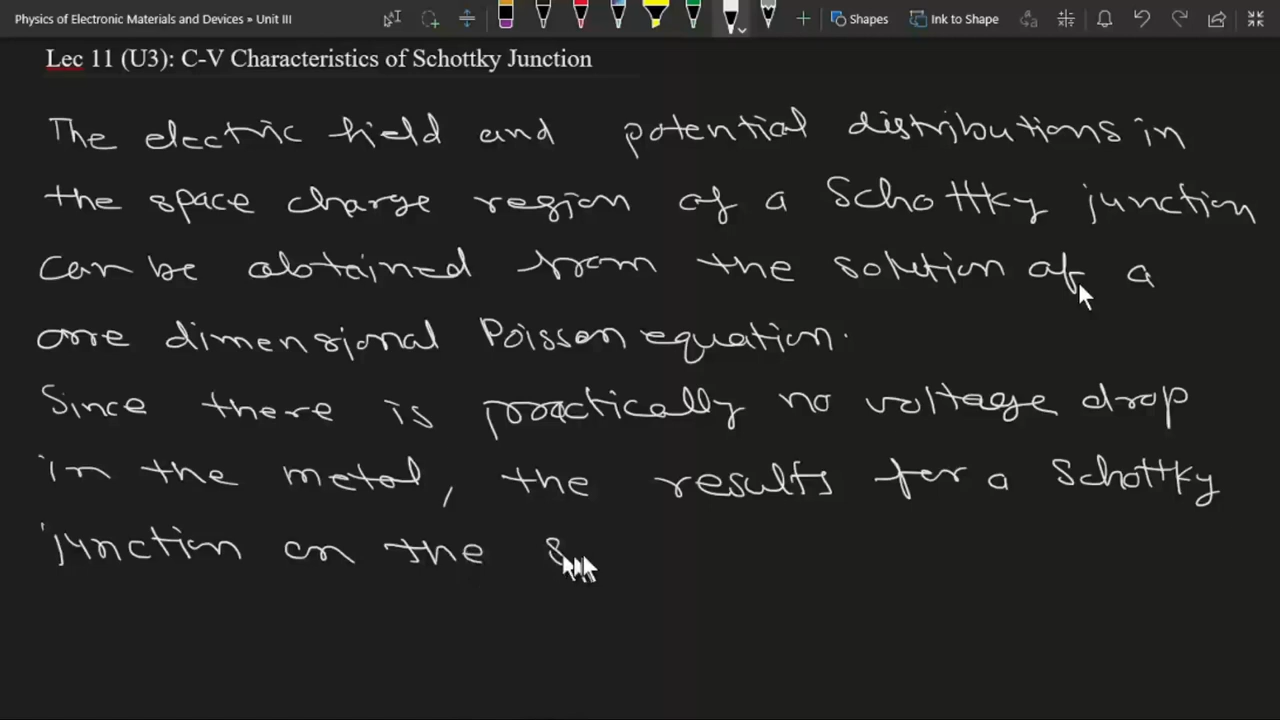 Physics of Electronic Materials and Devices » Unit III
Shapes
Ink to Shape
Lec 11 (U3): C-V Characteristics of Schottky Junction
The electric field and potential distributions in
the space charge region of a Schottky junction
can be obtained from the solution of a
one dimensional Poisson equation.
Since there is practically no voltage drop
in the metal, the results for a Schottky
junction on the s